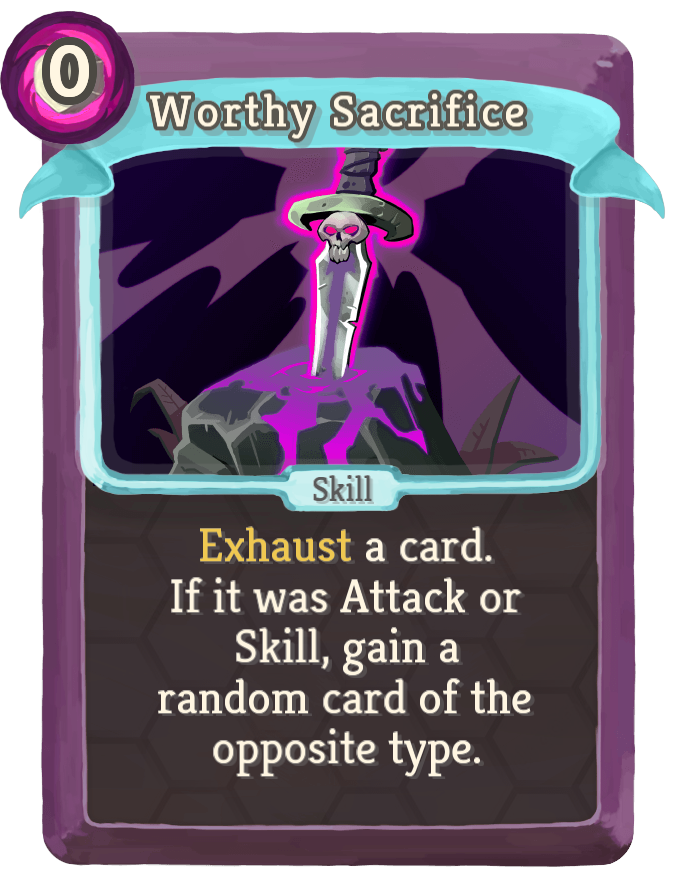 0
Worthy Sacrifice
Skill
Exhaust a card.
If it was Attack or
Skill, gain a
random card of the
opposite type.